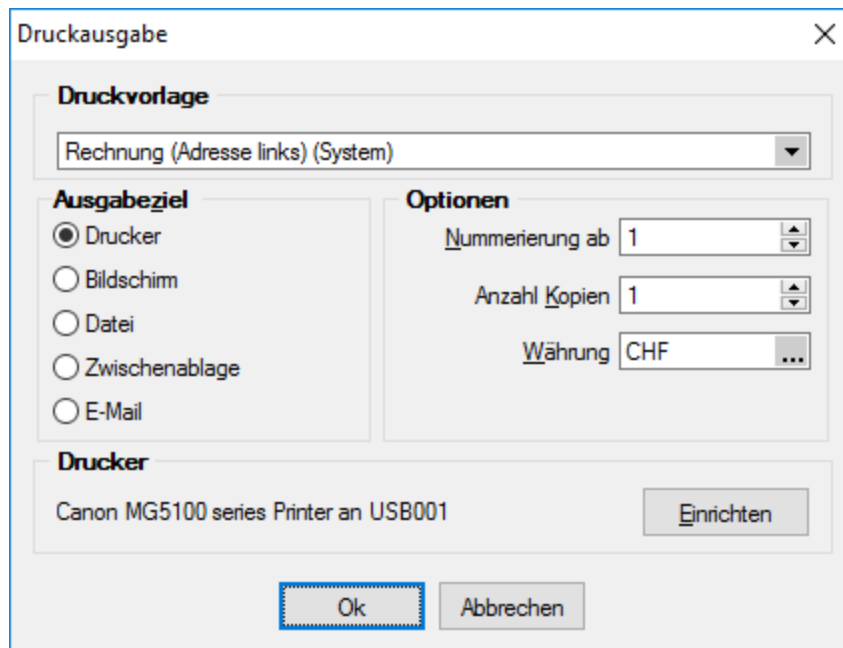 Druckausgabe
Druckvorlage
Rechnung (Adresse links) (System)
Ausgabeziel
Drucker
Bildschirm
Datei
Zwischenablage
E-Mail
Optionen
Nummerierung ab 1
Anzahl Kopien 1
Währung CHF ...
Drucker
Canon MG5100 series Printer an USB001
Einrichten
Ok
Abbrechen